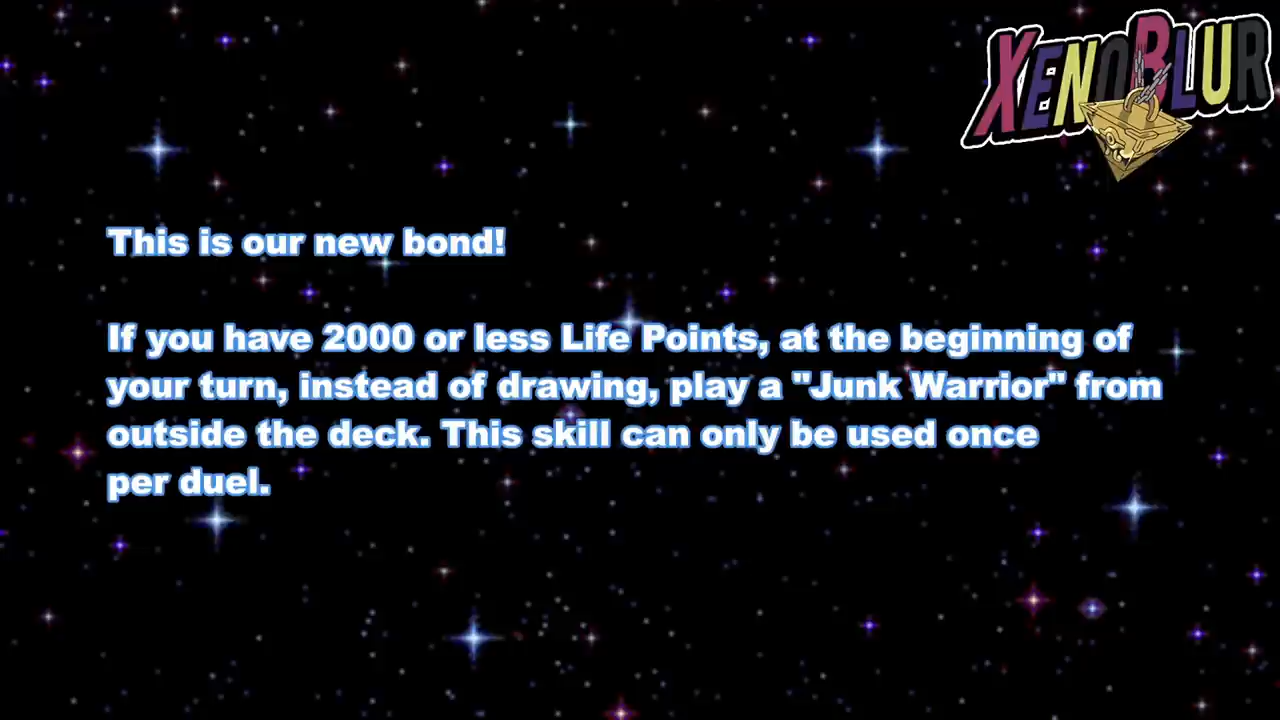 XENOBLUR
This is our new bond!
If you have 2000 or less Life Points, at the beginning of
your turn, instead of drawing, play a "Junk Warrior" from
outside the deck. This skill can only be used once
per duel.